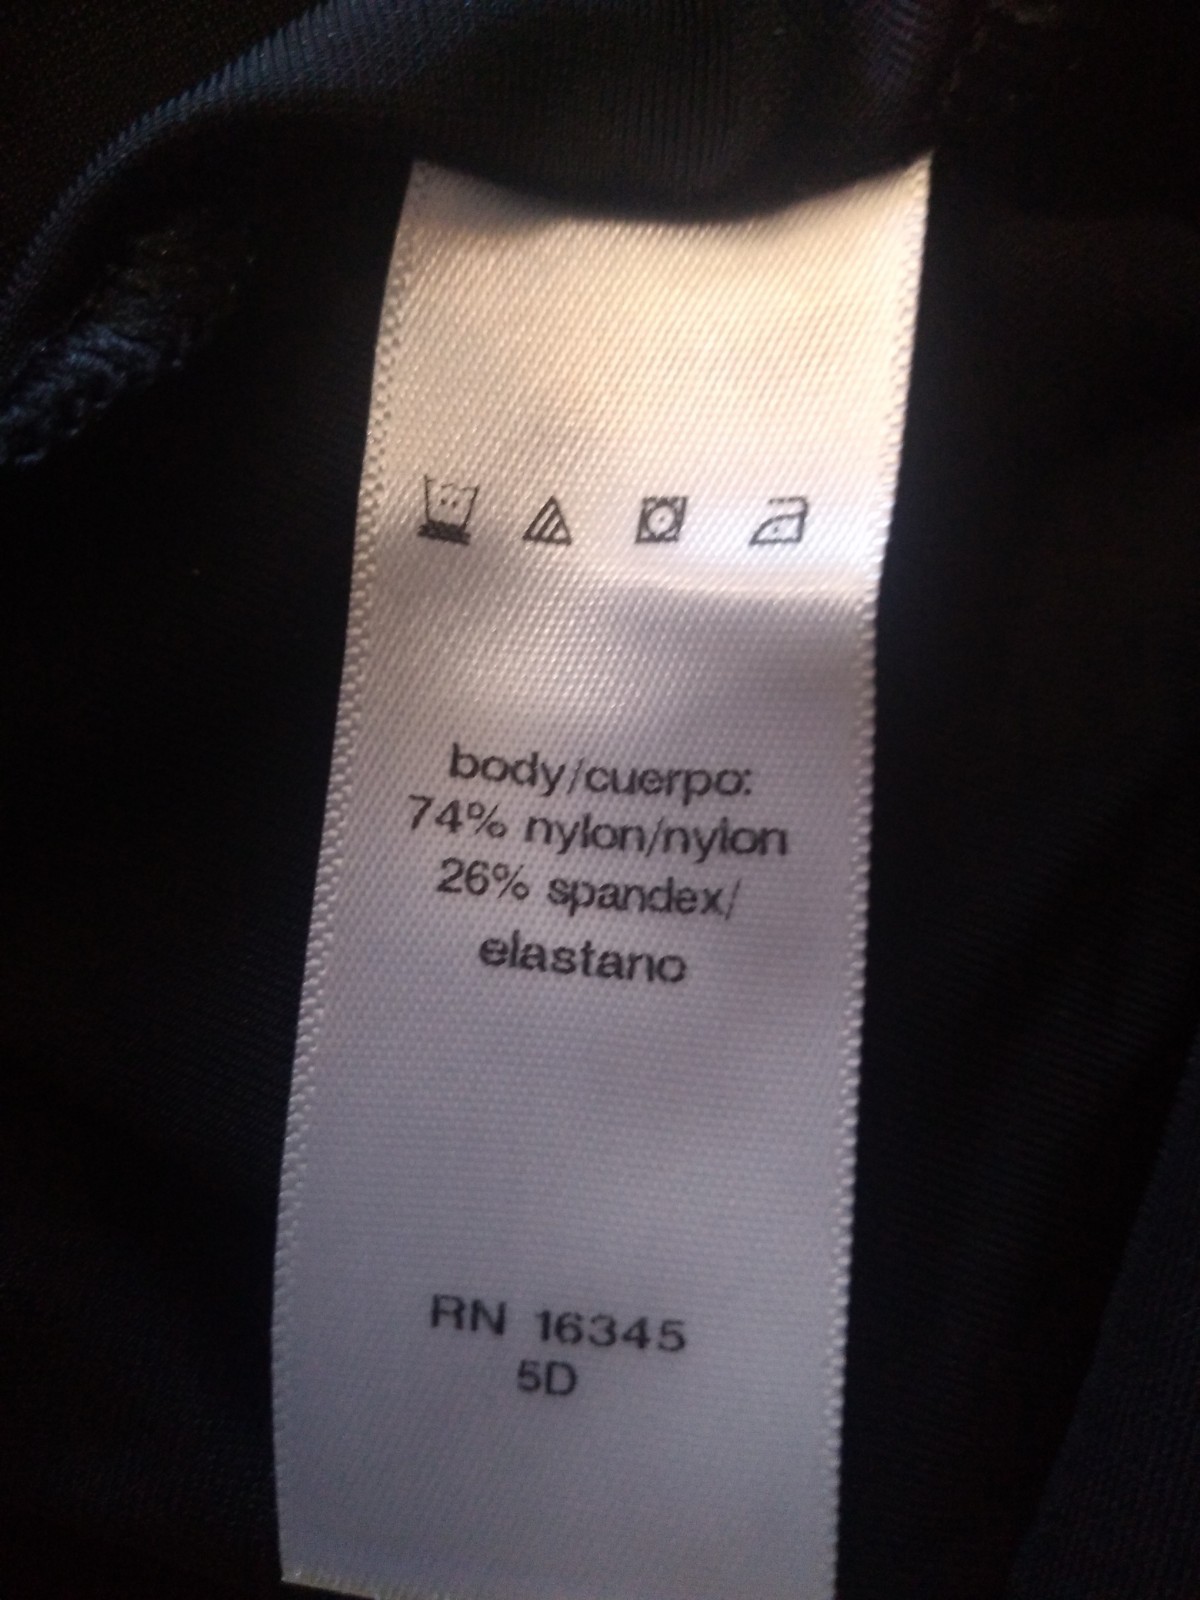 body/cuerpo:
74% nylon/nylon
26% spandex/
elastano
RN 16345
5D